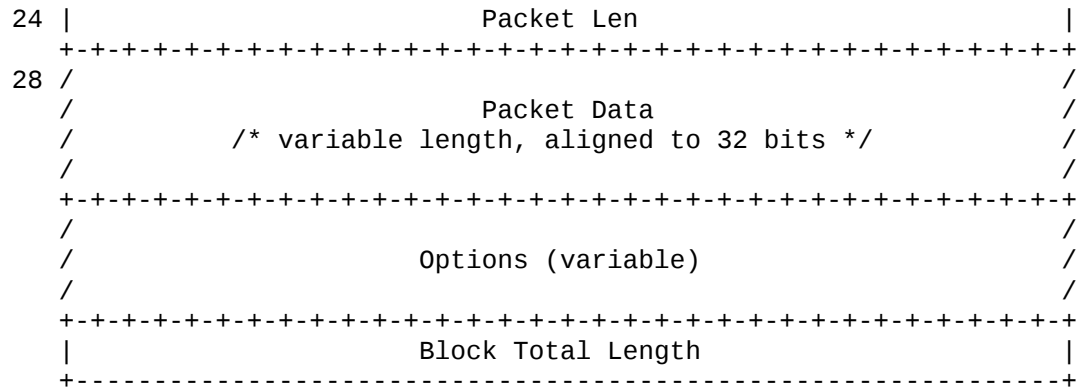 24 |                          Packet Len                           |
   +-+-+-+-+-+-+-+-+-+-+-+-+-+-+-+-+-+-+-+-+-+-+-+-+-+-+-+-+-+-+-+-+
28 /                                                               /
   /                          Packet Data                          /
   /          /* variable length, aligned to 32 bits */            /
   /                                                               /
   +-+-+-+-+-+-+-+-+-+-+-+-+-+-+-+-+-+-+-+-+-+-+-+-+-+-+-+-+-+-+-+-+
   /                                                               /
   /                      Options (variable)                       /
   /                                                               /
   +-+-+-+-+-+-+-+-+-+-+-+-+-+-+-+-+-+-+-+-+-+-+-+-+-+-+-+-+-+-+-+-+
   |                      Block Total Length                       |
   +---------------------------------------------------------------+